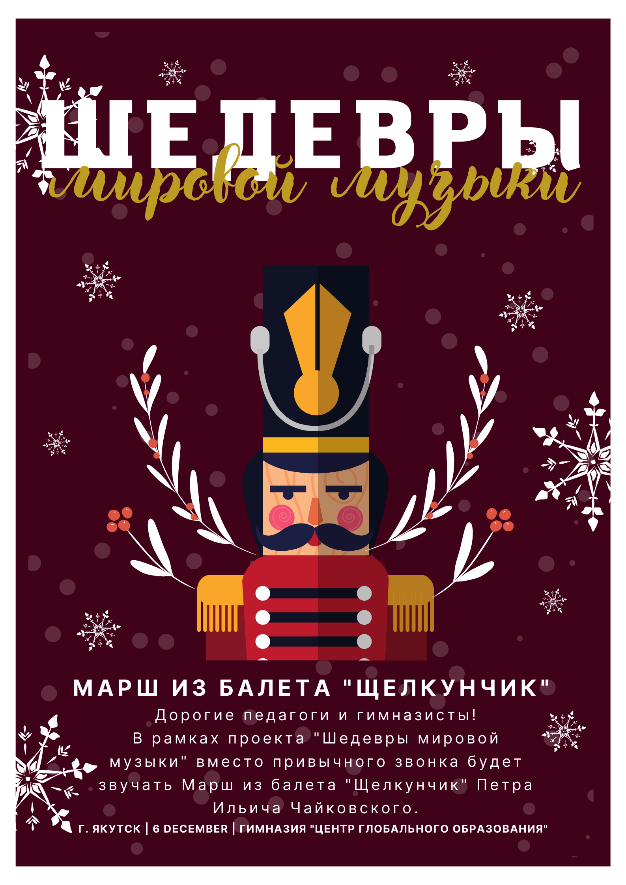 ШЕДЕВРЫ
мировой музыки
МАРШ ИЗ БАЛЕТА "ЩЕЛКУНЧИК"
Дорогие педагоги и гимназисты!
В рамках проекта "Шедевры мировой
музыки" вместо привычного звонка будет
звучать Марш из балета "Щелкунчик" Петра
Ильича Чайковского.
Г. ЯКУТСК | 6 DECEMBER | ГИМНАЗИЯ "ЦЕНТР ГЛОБАЛЬНОГО ОБРАЗОВАНИЯ"